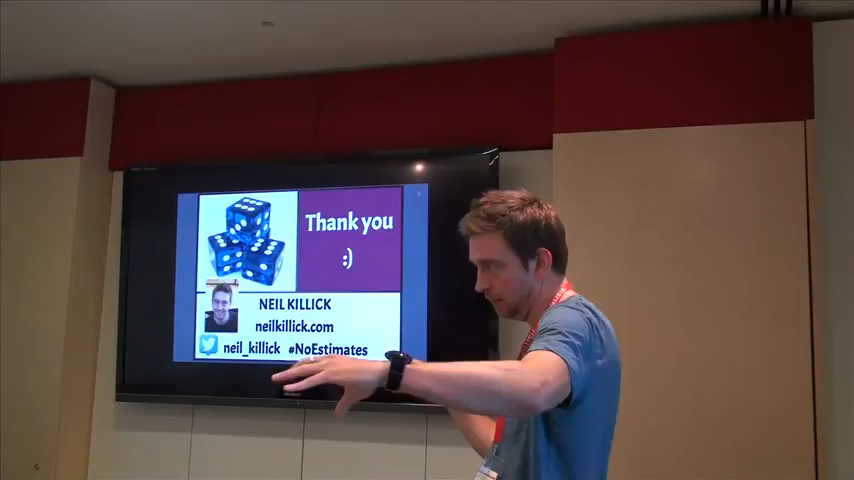 Thank you
:)
NEIL KILLICK
neilkillick.com
neil_killick #NoEstimates